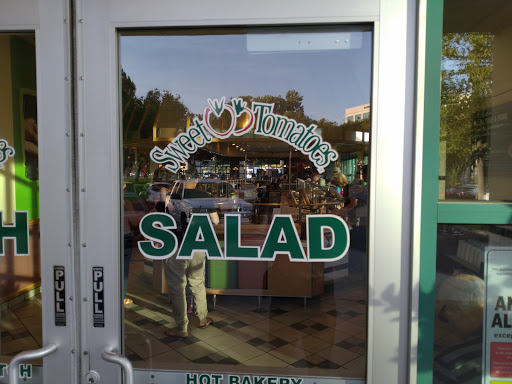 Sweet Tomatoes
SALAD
PULL
PULL
HOT BAKERY